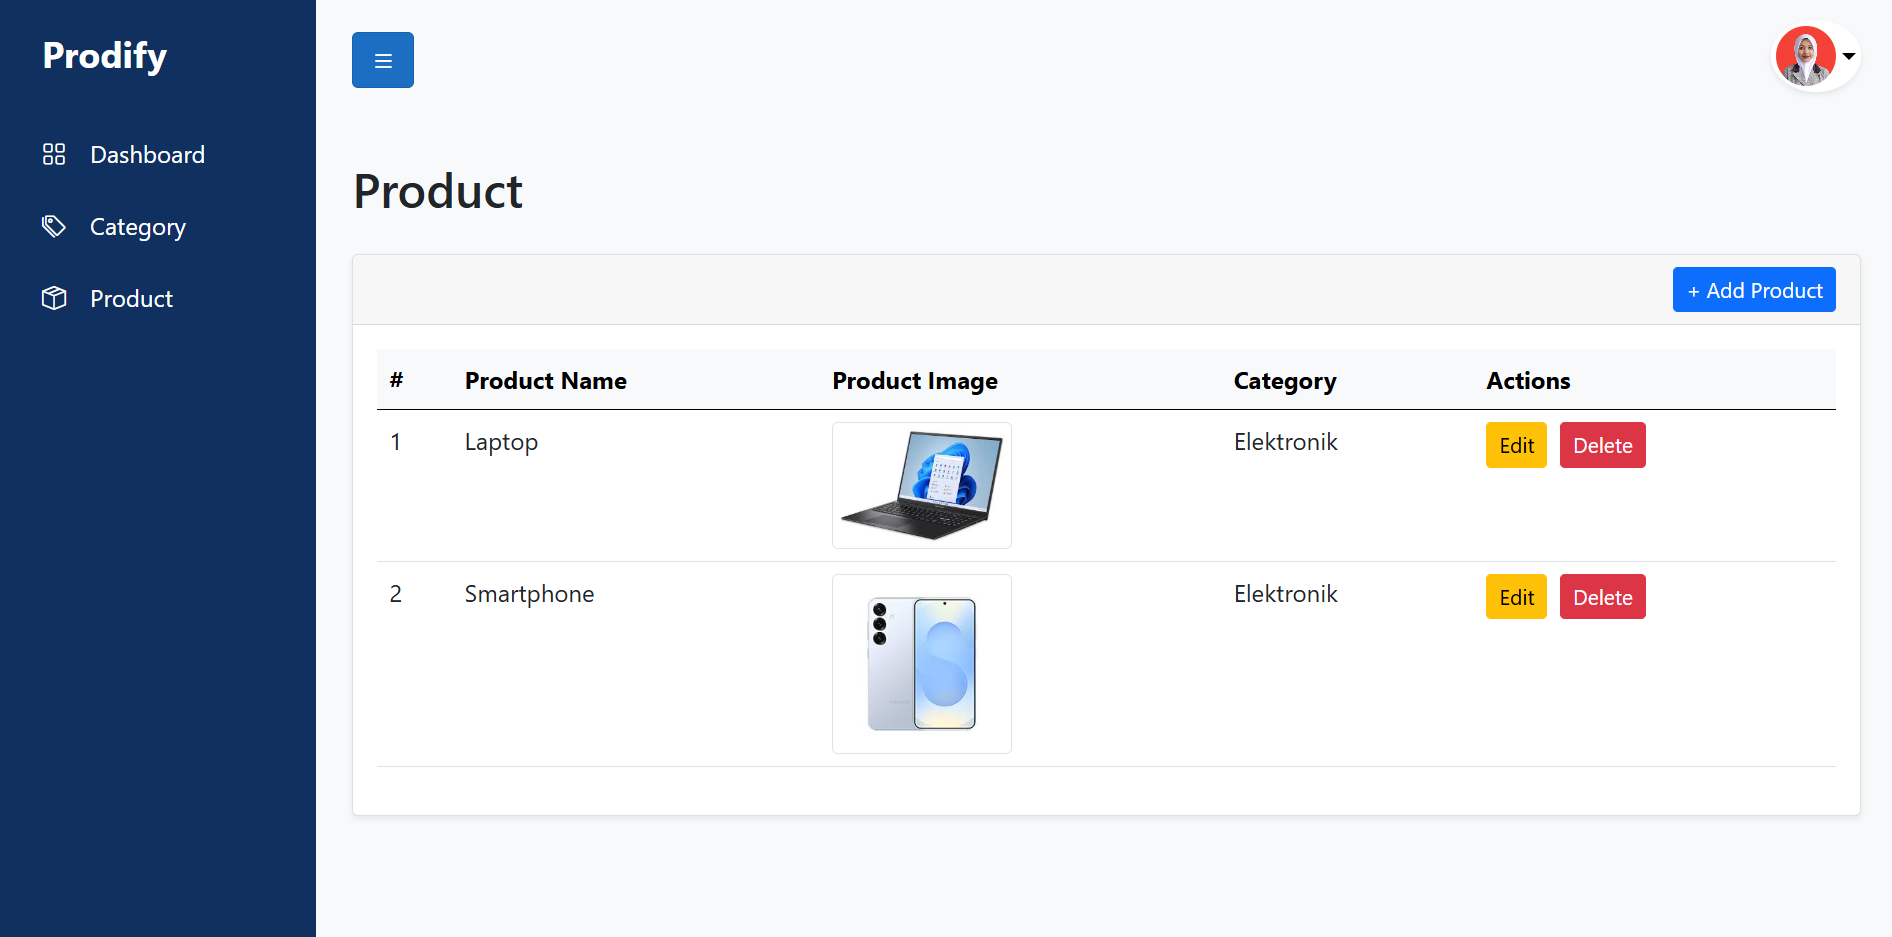 Prodify
Dashboard
Category
Product
Product
+ Add Product
# Product Name Product Image Category Actions
1 Laptop Elektronik Edit Delete
2 Smartphone Elektronik Edit Delete